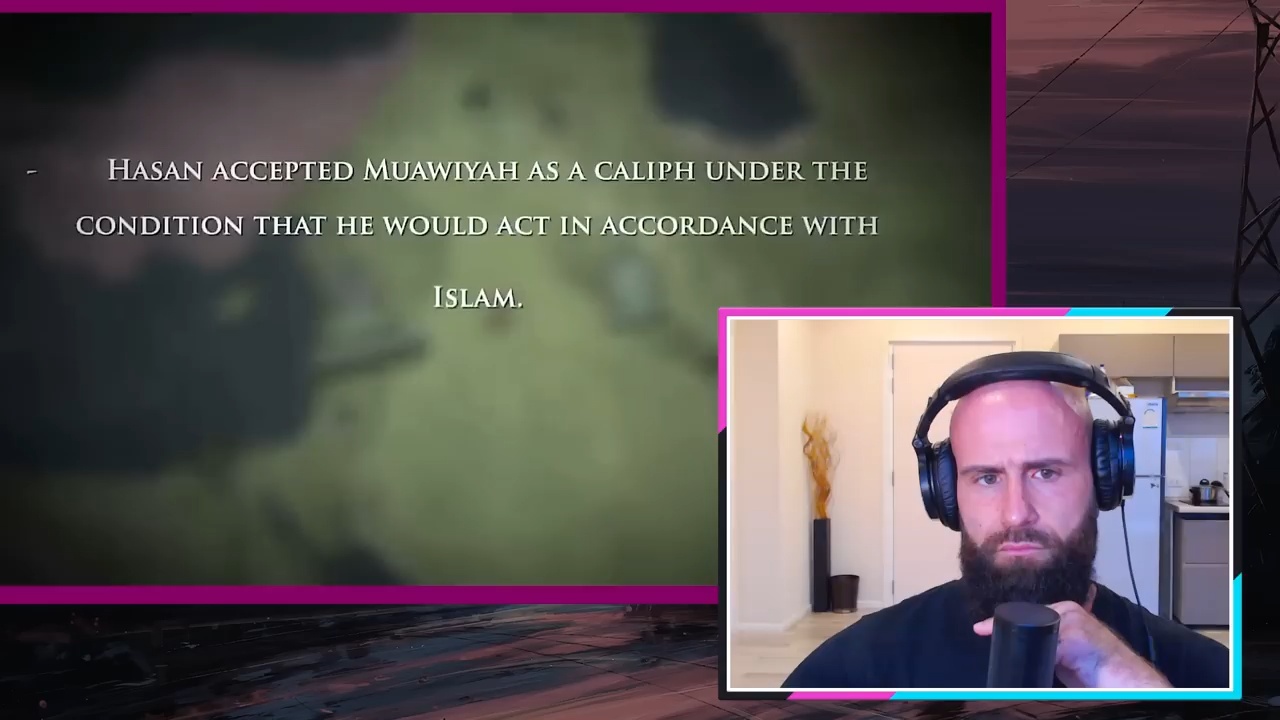 - Hasan accepted Muawiyah as a caliph under the
condition that he would act in accordance with
Islam.